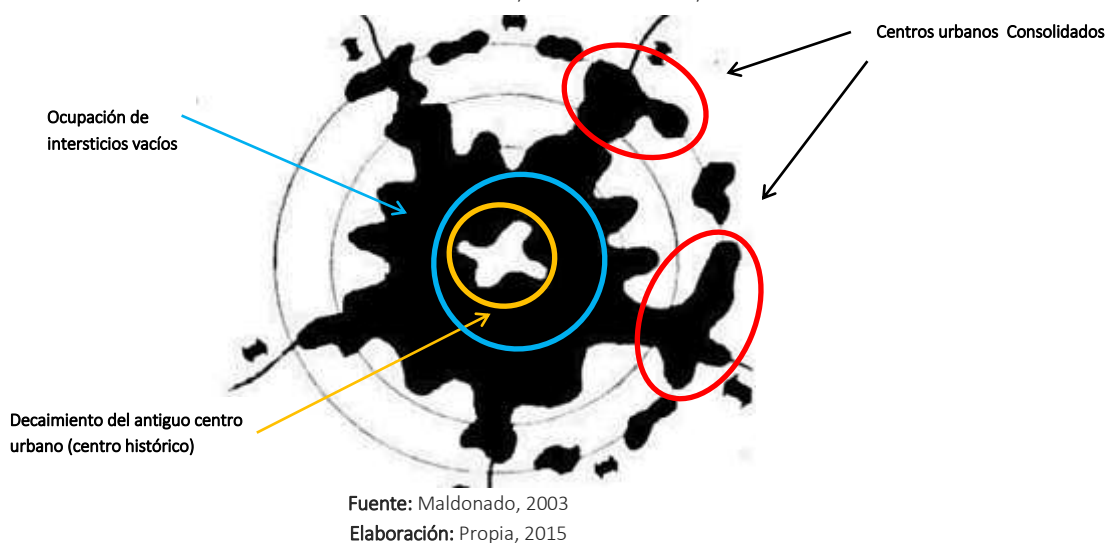 Centros urbanos Consolidados
Ocupación de
intersticios vacíos
Decaimiento del antiguo centro
urbano (centro histórico)
Fuente: Maldonado, 2003
Elaboración: Propia, 2015